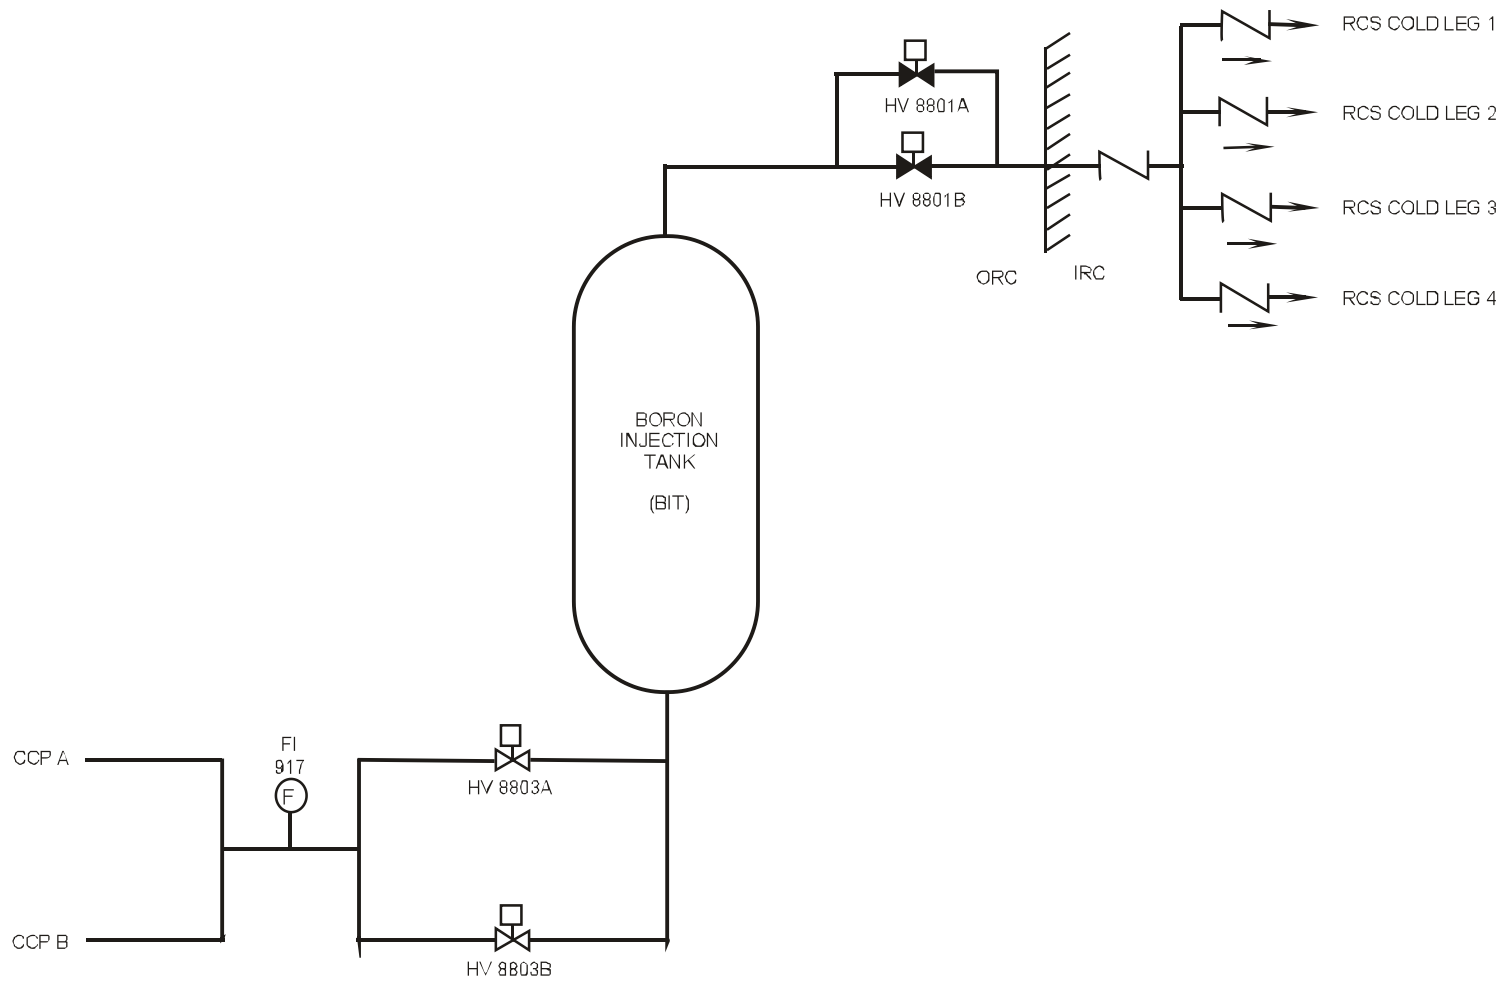 RCS COLD LEG 1
HV 8801A
RCS COLD LEG 2
HV 8801B
RCS COLD LEG 3
ORC
IRC
RCS COLD LEG 4
BORON
INJECTION
TANK
(BIT)
FI
917
F
CCP A
HV 8803A
CCP B
HV 8803B